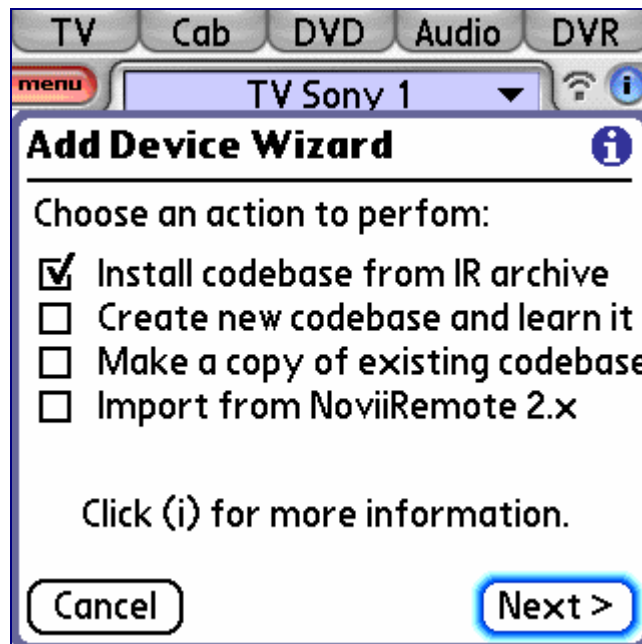 TV Cab DVD Audio DVR
menu TV Sony 1
Add Device Wizard i
Choose an action to perfom:
Install codebase from IR archive
Create new codebase and learn it
Make a copy of existing codebase
Import from NoviiRemote 2.x
Click (i) for more information.
Cancel Next >